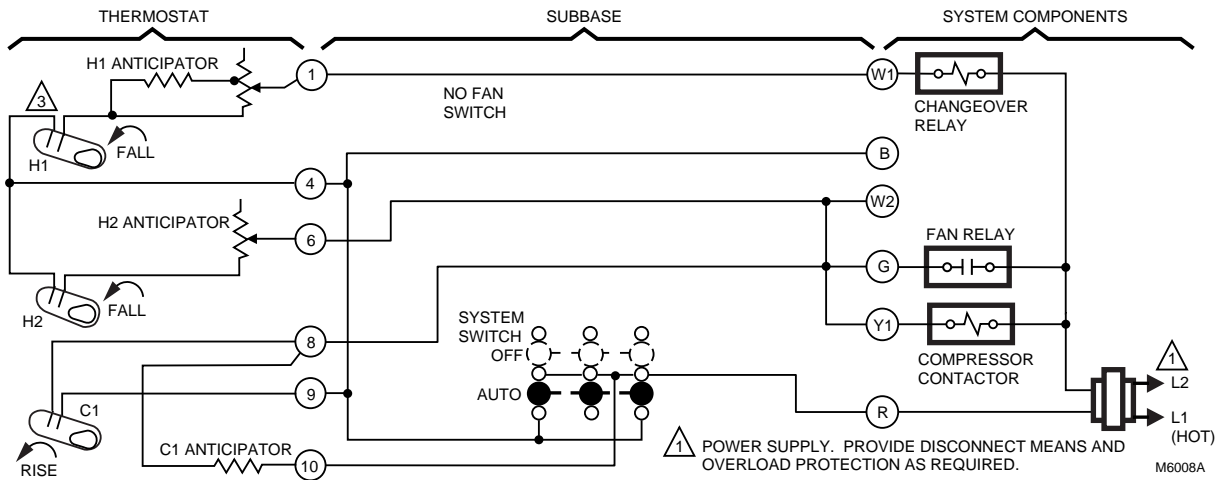 THERMOSTAT
SUBBASE
SYSTEM COMPONENTS
H1 ANTICIPATOR
1
NO FAN
SWITCH
W1
CHANGEOVER
RELAY
3
H1
FALL
B
4
W2
H2 ANTICIPATOR
6
FAN RELAY
G
H2
FALL
SYSTEM
SWITCH
OFF
AUTO
8
Y1
COMPRESSOR
CONTACTOR
1
L2
L1
(HOT)
9
C1
RISE
R
C1 ANTICIPATOR
10
1 POWER SUPPLY. PROVIDE DISCONNECT MEANS AND
OVERLOAD PROTECTION AS REQUIRED.
M6008A